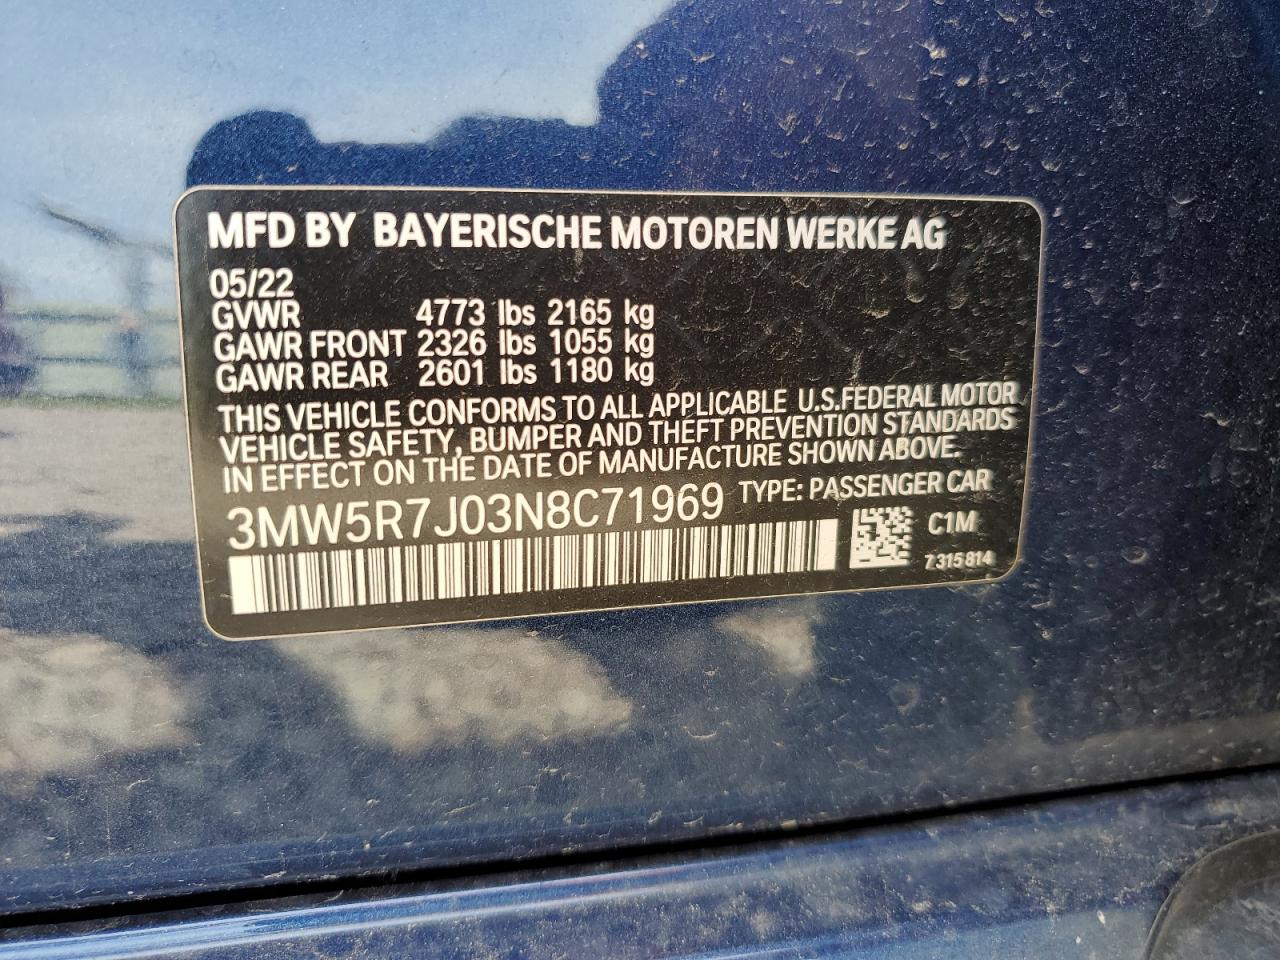 MFD BY BAYERISCHE MOTOREN WERKE AG
05/22
GVWR 4773 lbs 2165 kg
GAWR FRONT 2326 lbs 1055 kg
GAWR REAR 2601 lbs 1180 kg
THIS VEHICLE CONFORMS TO ALL APPLICABLE U.S.FEDERAL MOTOR
VEHICLE SAFETY, BUMPER AND THEFT PREVENTION STANDARDS
IN EFFECT ON THE DATE OF MANUFACTURE SHOWN ABOVE.
3MW5R7J03N8C71969 TYPE: PASSENGER CAR
C1M
7 315 814